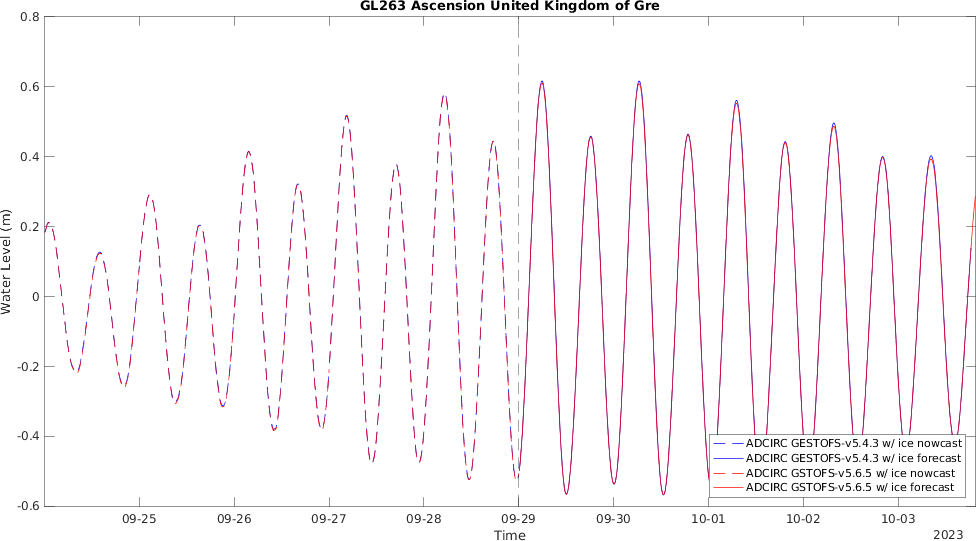 GL263 Ascension United Kingdom of Gre
0.8
0.6
0.4
0.2
0
-0.2
-0.4
-0.6
Water Level (m)
ADCIRC GESTOFS-v5.4.3 w/ ice nowcast
ADCIRC GESTOFS-v5.4.3 w/ ice forecast
ADCIRC GSTOFS-v5.6.5 w/ ice nowcast
ADCIRC GSTOFS-v5.6.5 w/ ice forecast
09-25 09-26 09-27 09-28 09-29 09-30 10-01 10-02 10-03
Time
2023